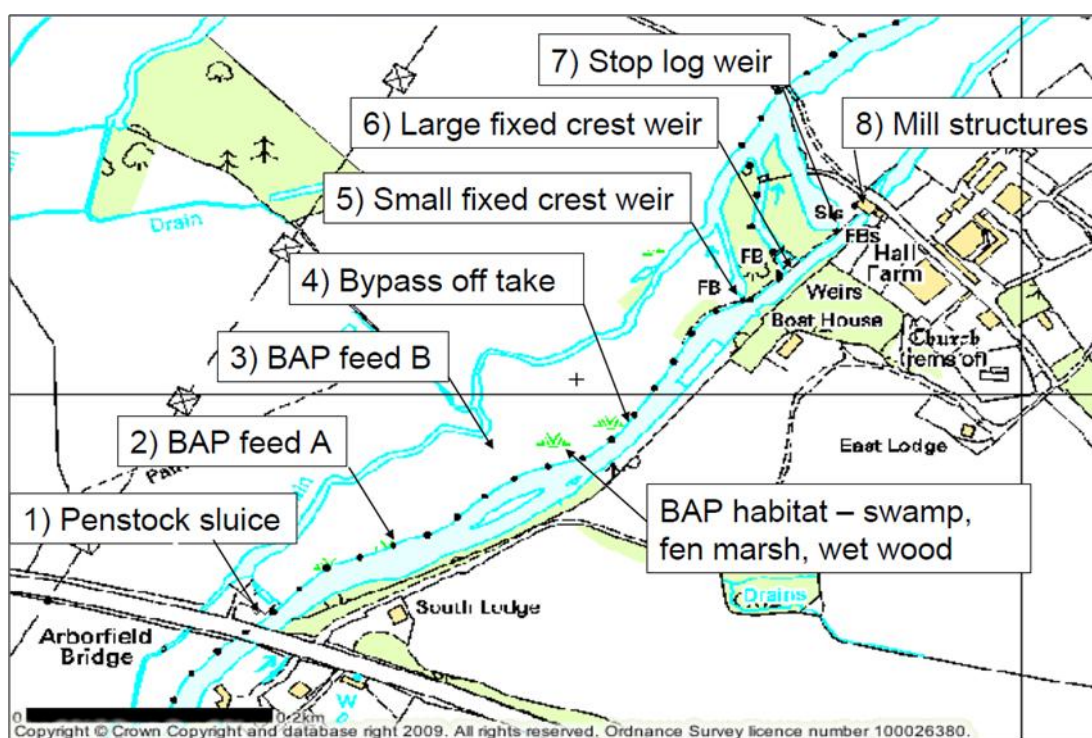 7) Stop log weir
6) Large fixed crest weir
8) Mill structures
5) Small fixed crest weir
Drain
Sls
FBs
FB
Hall
Farm
4) Bypass off take
FB
Weirs
Boat House
Church
(rems of)
3) BAP feed B
2) BAP feed A
East Lodge
1) Penstock sluice
Drain
BAP habitat – swamp,
fen marsh, wet wood
Drains
South Lodge
Arborfield
Bridge
W
0
0.2km
Copyright © Crown Copyright and database right 2009. All rights reserved. Ordnance Survey licence number 100026380.